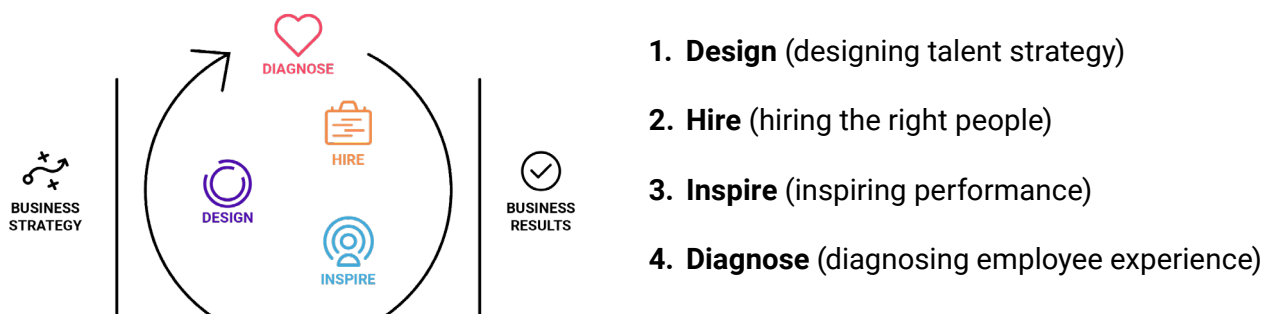 DIAGNOSE
HIRE
DESIGN
INSPIRE
BUSINESS
STRATEGY
BUSINESS
RESULTS
1. Design (designing talent strategy)
2. Hire (hiring the right people)
3. Inspire (inspiring performance)
4. Diagnose (diagnosing employee experience)